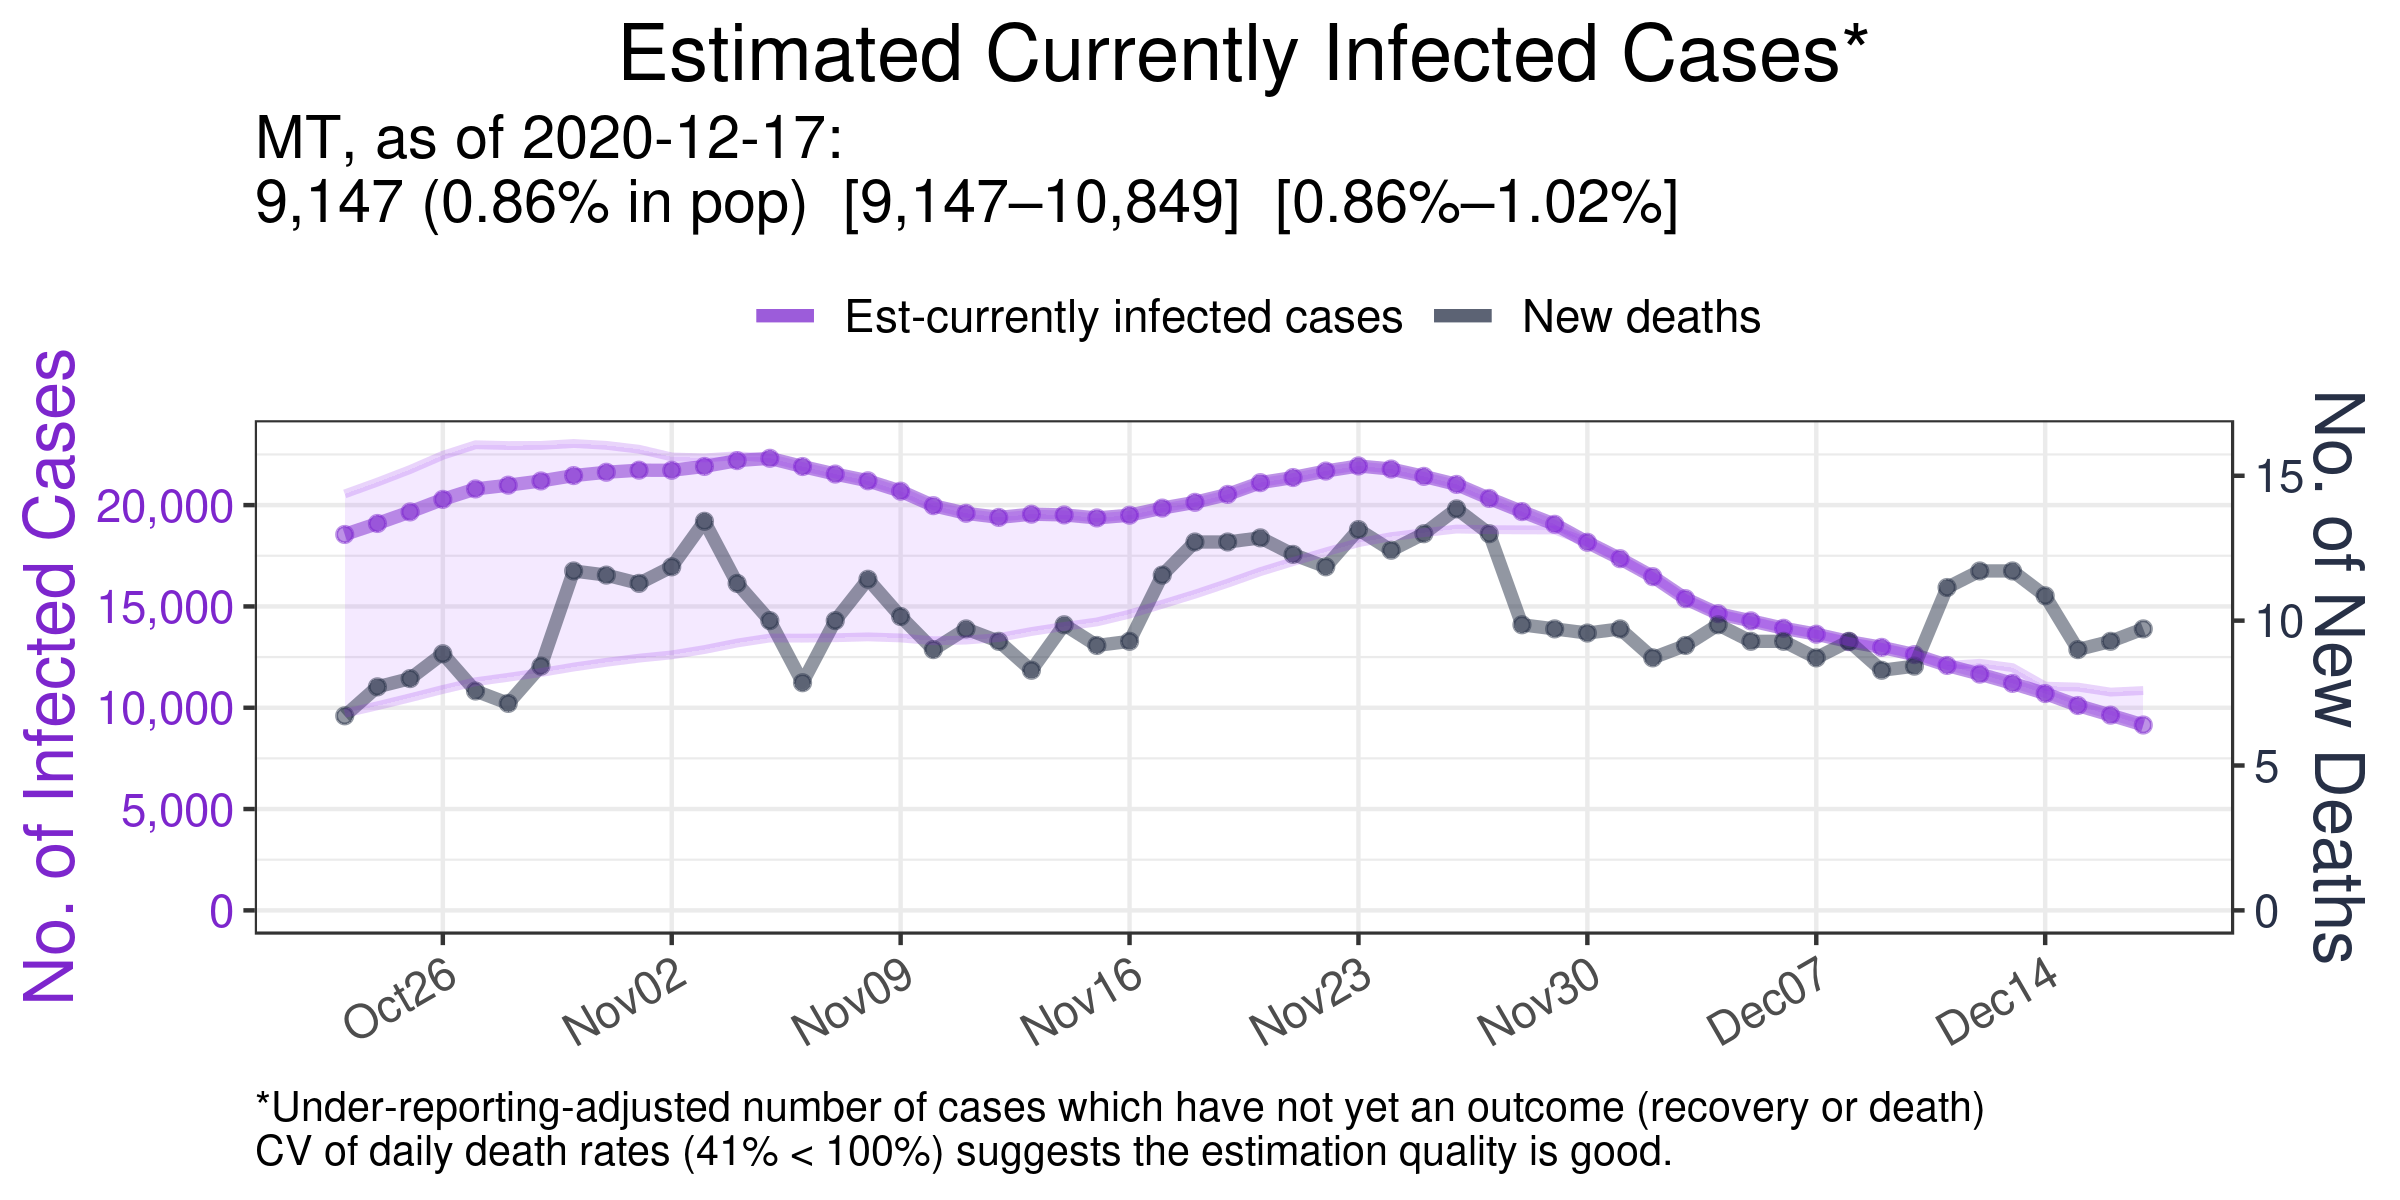 Estimated Currently Infected Cases*
MT, as of 2020-12-17:
9,147 (0.86% in pop)  [9,147–10,849]  [0.86%–1.02%]
Est-currently infected cases
New deaths
No. of Infected Cases
20,000
15,000
10,000
5,000
0
15
10
5
0
No. of New Deaths
Oct26
Nov02
Nov09
Nov16
Nov23
Nov30
Dec07
Dec14
*Under-reporting-adjusted number of cases which have not yet an outcome (recovery or death)
CV of daily death rates (41% < 100%) suggests the estimation quality is good.